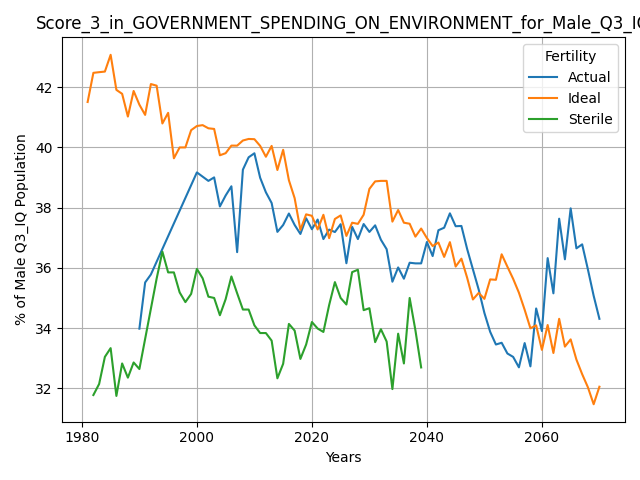 Score_3_in_GOVERNMENT_SPENDING_ON_ENVIRONMENT_for_Male_Q3_IQ
Fertility
Actual
Ideal
Sterile
% of Male Q3_IQ Population
42
40
38
36
34
32
1980
2000
2020
2040
2060
Years